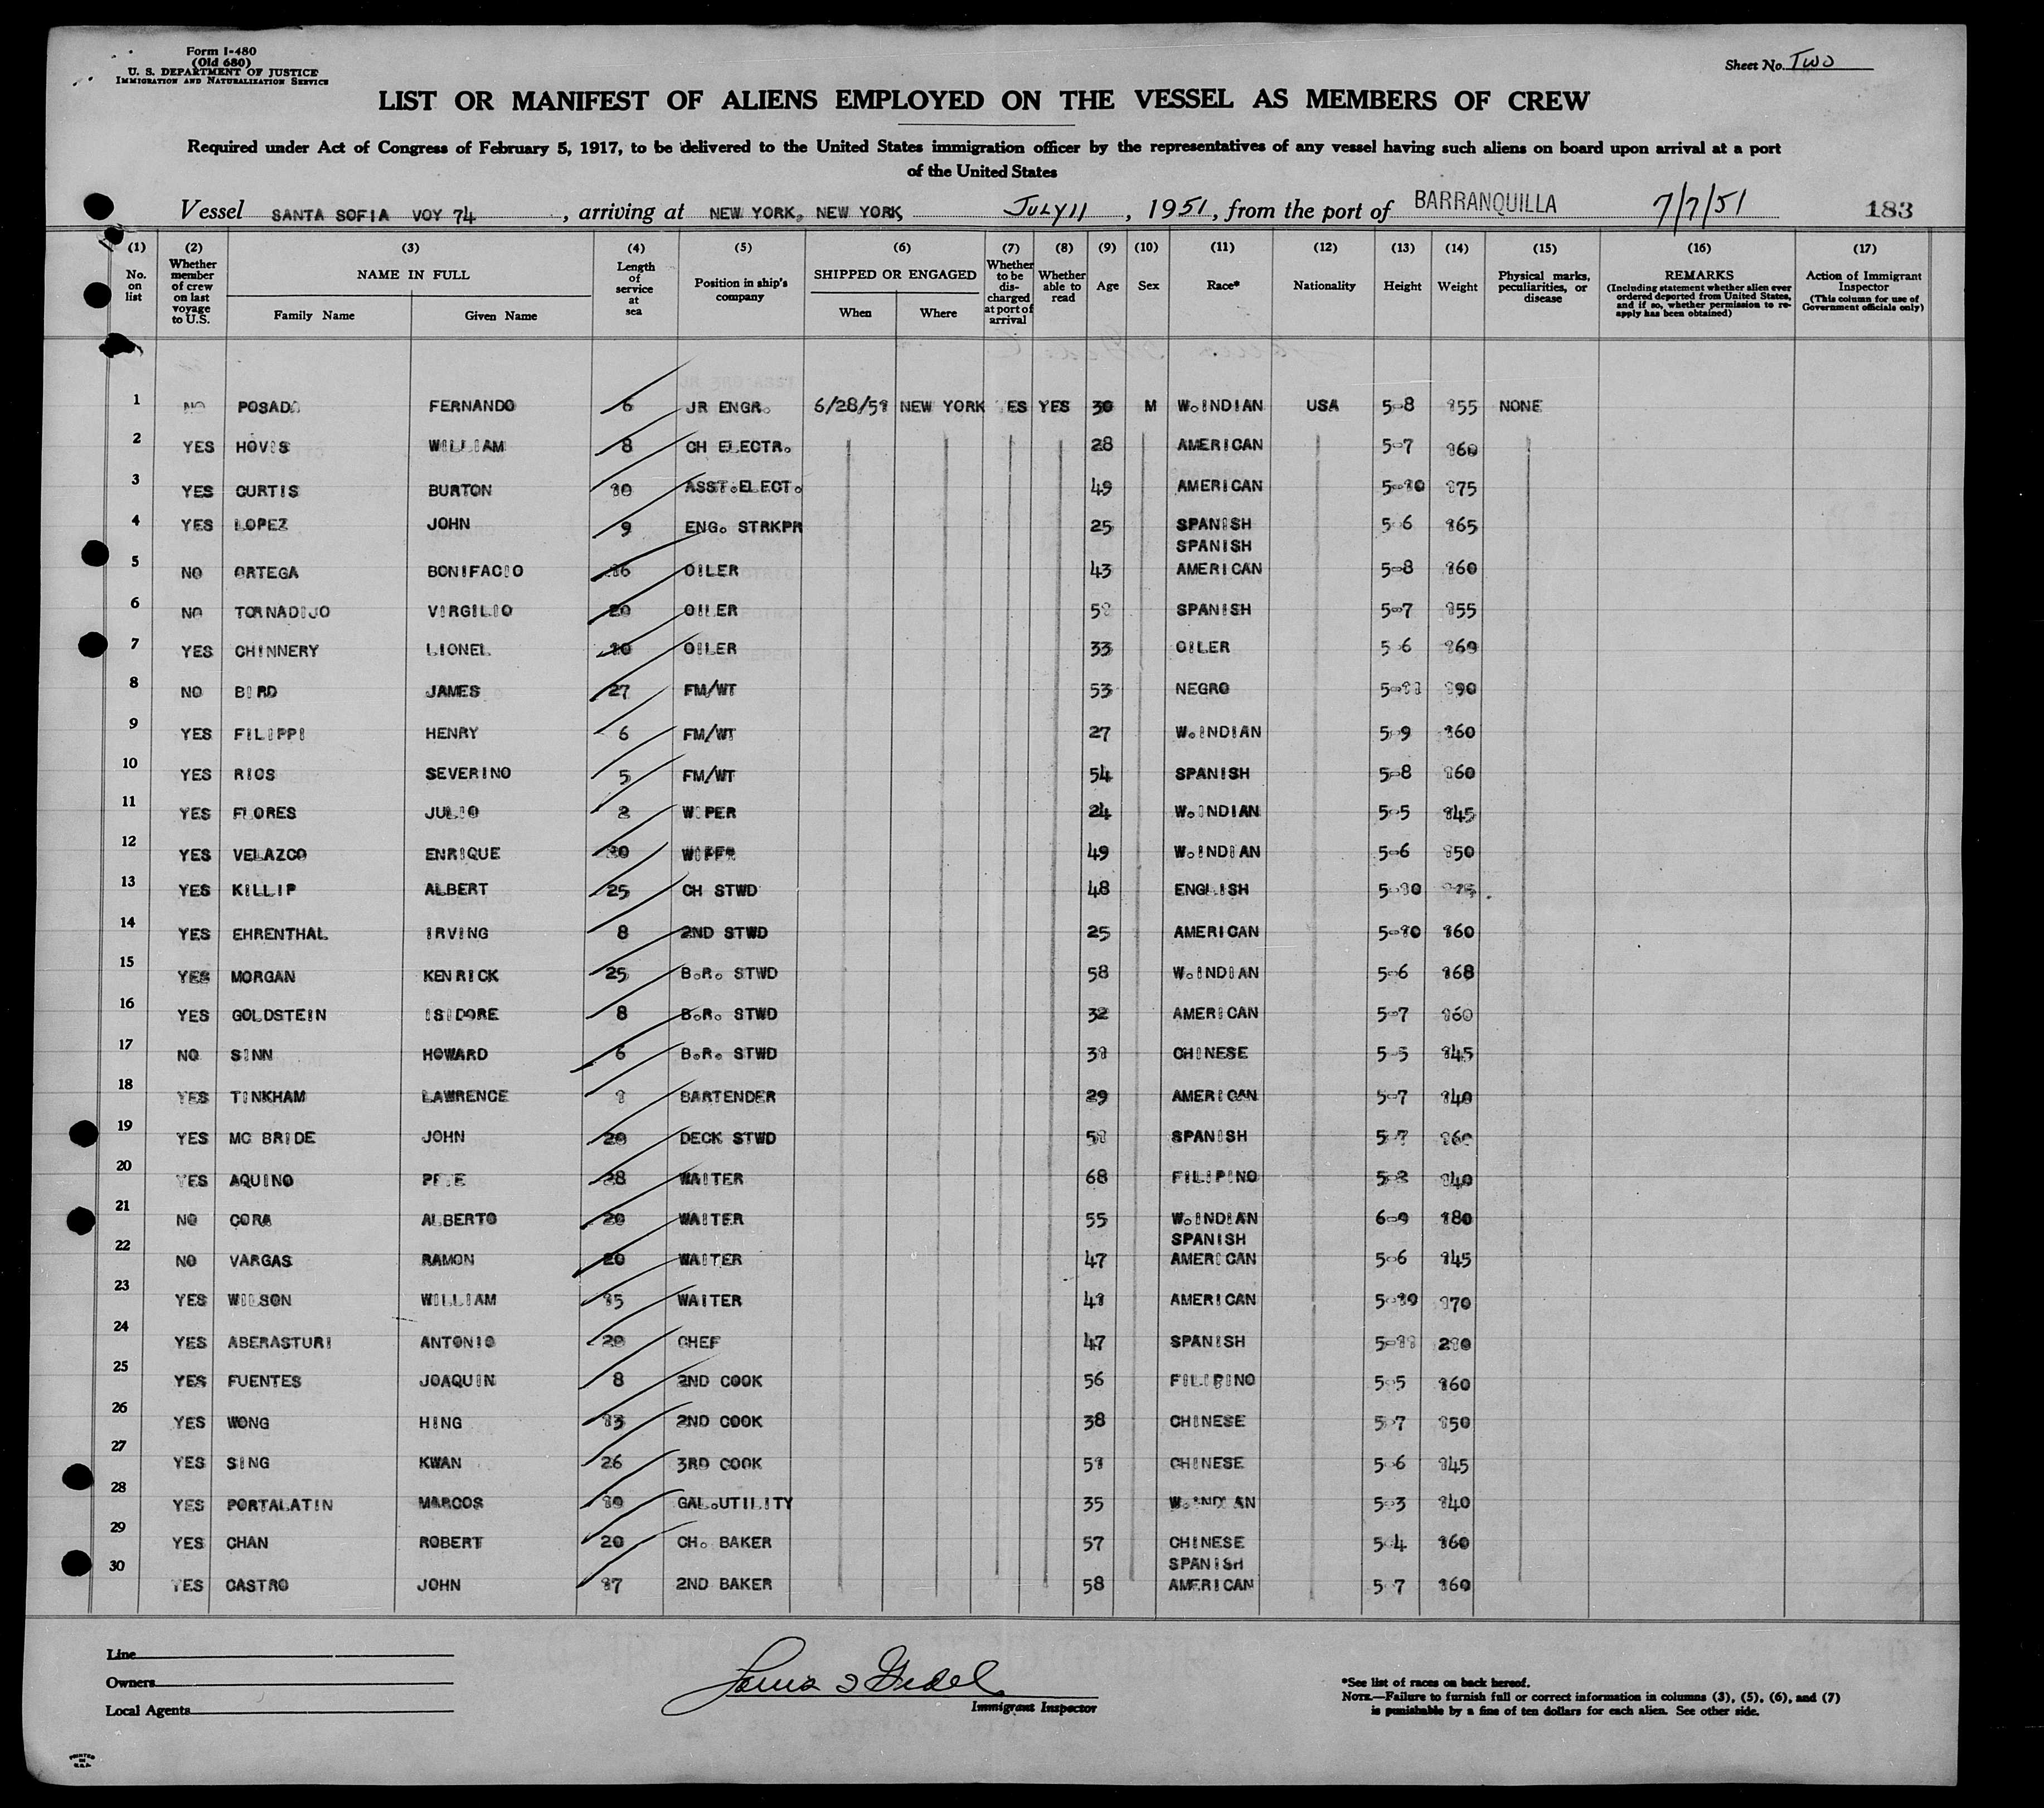 Form I-480
(Old 680)
U. S. DEPARTMENT OF JUSTICE
IMMIGRATION AND NATURALIZATION SERVICE
Sheet No. TWO
LIST OR MANIFEST OF ALIENS EMPLOYED ON THE VESSEL AS MEMBERS OF CREW
Required under Act of Congress of February 5, 1917, to be delivered to the United States immigration officer by the representatives of any vessel having such aliens on board upon arrival at a port
of the United States
Vessel SANTA SOFIA VOY 74, arriving at NEW YORK, NEW YORK JULY 11, 1951, from the port of BARRANQUILLA 7/7/51 183
(1) (2) (3) (4) (5) (6) (7) (8) (9) (10) (11) (12) (13) (14) (15) (16) (17)
No. on list
Whether member of crew on last voyage to U.S.
NAME IN FULL
Family Name Given Name
Length of service at sea
Position in ship's company
SHIPPED OR ENGAGED
When Where
Whether to be discharged at port of arrival
Whether able to read
Age
Sex
Race*
Nationality
Height
Weight
Physical marks, peculiarities, or disease
REMARKS
(Including statement whether alien ever ordered deported from United States, and if so, whether permission to reapply has been obtained)
Action of Immigrant Inspector
(This column for use of Government officials only)
1 NO POSADA FERNANDO 6 JR ENGR. 6/28/51 NEW YORK YES YES 30 M W.INDIAN USA 5-8 155 NONE
2 YES HOVIS WILLIAM 8 CH ELECTR. 28 AMERICAN 5-7 160
3 YES CURTIS BURTON 10 ASST.ELECT. 49 AMERICAN 5-10 175
4 YES LOPEZ JOHN 9 ENG. STRKPR 25 SPANISH 5-6 165
5 NO ORTEGA BONIFACIO 16 OILER 43 SPANISH AMERICAN 5-8 160
6 NO TORNADIJO VIRGILIO 20 OILER 51 SPANISH 5-7 155
7 YES CHINNERY LIONEL 10 OILER 33 OILER 5-6 160
8 NO BIRD JAMES 27 FM/WT 53 NEGRO 5-11 190
9 YES FILIPPI HENRY 6 FM/WT 27 W.INDIAN 5-9 160
10 YES RIOS SEVERINO 5 FM/WT 54 SPANISH 5-8 160
11 YES FLORES JULIO 2 WIPER 24 W.INDIAN 5-5 145
12 YES VELAZCO ENRIQUE 30 WIPER 49 W.INDIAN 5-6 150
13 YES KILLIP ALBERT 25 CH STWD 48 ENGLISH 5-10
14 YES EHRENTHAL IRVING 8 2ND STWD 25 AMERICAN 5-10 160
15 YES MORGAN KENRICK 25 B.R. STWD 58 W.INDIAN 5-6 168
16 YES GOLDSTEIN ISIDORE 8 B.R. STWD 32 AMERICAN 5-7 160
17 NO SINN HOWARD 6 B.R. STWD 31 CHINESE 5-5 145
18 YES TINKHAM LAWRENCE 1 BARTENDER 29 AMERICAN 5-7 140
19 YES MC BRIDE JOHN 20 DECK STWD 51 SPANISH 5-7 160
20 YES AQUINO 28 WAITER 68 FILIPINO 5-2 140
21 NO CORA ALBERTO 20 WAITER 55 W.INDIAN 6-9 180
22 NO VARGAS RAMON 20 WAITER 47 SPANISH AMERICAN 5-6 145
23 YES WILSON WILLIAM 15 WAITER 41 AMERICAN 5-10 170
24 YES ABERASTURI ANTONIO 20 CHEF 47 SPANISH 5-11 210
25 YES FUENTES JOAQUIN 8 2ND COOK 56 FILIPINO 5-5 160
26 YES WONG HING 13 2ND COOK 38 CHINESE 5-7 150
27 YES SING KWAN 26 3RD COOK 51 CHINESE 5-6 145
28 YES PORTALATIN MARCOS 10 GAL.UTILITY 35 W.INDIAN 5-3 140
29 YES CHAN ROBERT 20 CH. BAKER 57 CHINESE 5-4 160
30 YES CASTRO JOHN 17 2ND BAKER 58 SPANISH AMERICAN 5-7 160
Line
Owners
Local Agents
Immigrant Inspector
*See list of races on back hereof.
NOTE.—Failure to furnish full or correct information in columns (3), (5), (6), and (7)
is punishable by a fine of ten dollars for each alien. See other side.
PRINTED IN U.S.A.